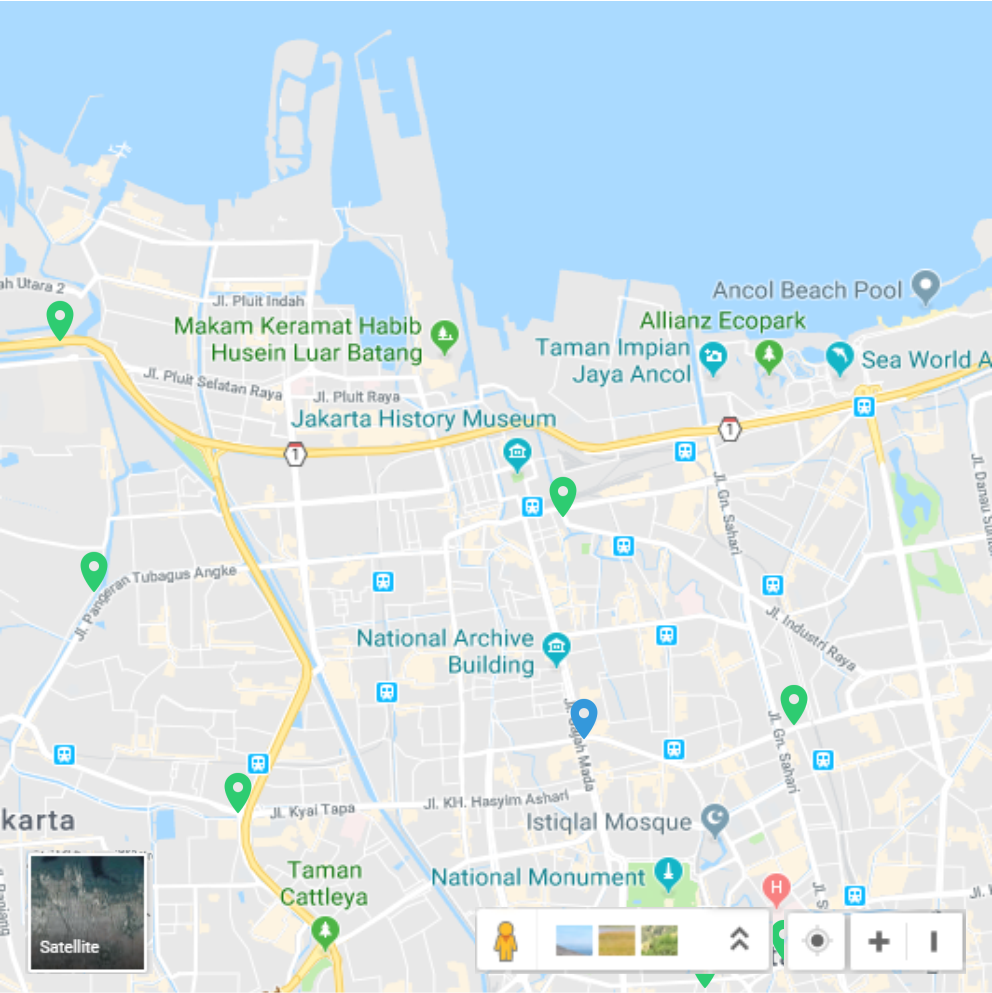 ah Utara 2
Jl. Pluit Indah
Ancol Beach Pool
Makam Keramat Habib
Husein Luar Batang
Allianz Ecopark
Taman Impian
Jaya Ancol
Sea World A
Jl. Pluit Selatan Raya
Jl. Pluit Raya
Jakarta History Museum
1
1
Jl. Gn. Sahari
Jl. Danau Sunter
Jl. Pangeran Tubagus Angke
Jl. Industri Raya
National Archive
Building
Jl. Gajah Mada
Jl. Gn. Sahari
Jl. Kyai Tapa
Jl. KH. Hasyim Ashari
karta
Istiqlal Mosque
Taman
Cattleya
National Monument
H
Jl. S
Jl. K
Satellite